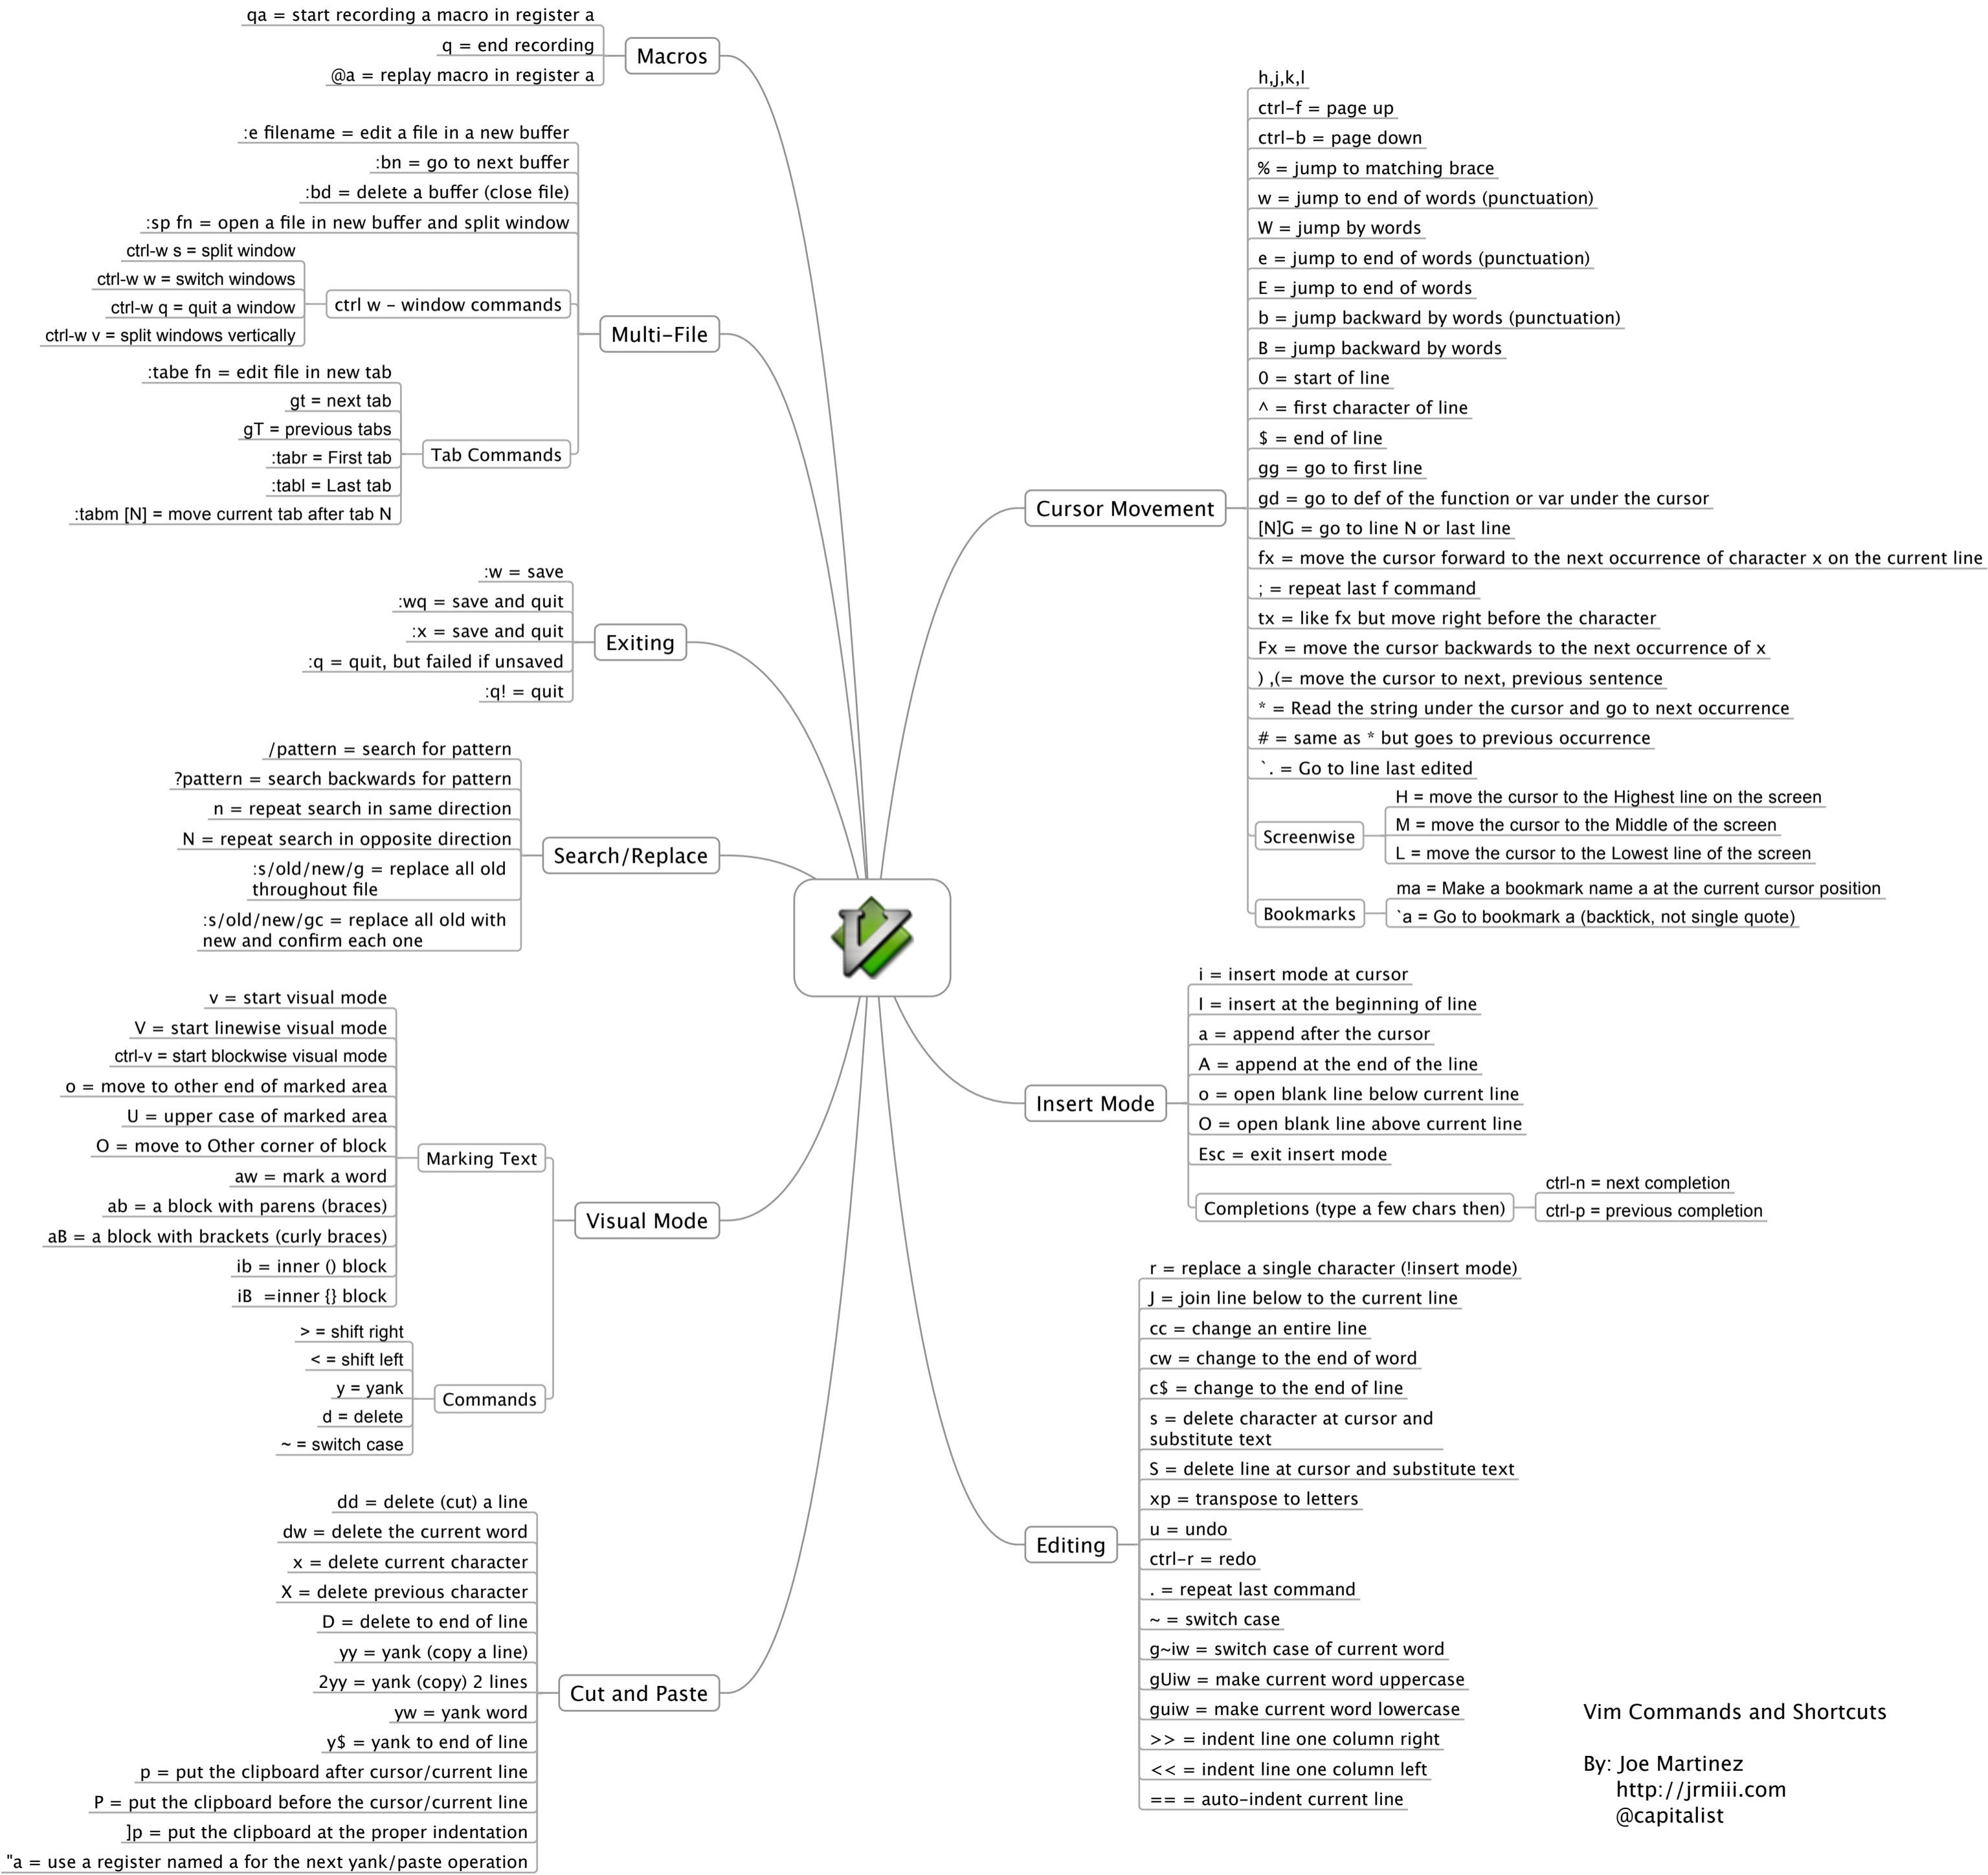 qa = start recording a macro in register a
q = end recording
@a = replay macro in register a
Macros
:e filename = edit a file in a new buffer
:bn = go to next buffer
:bd = delete a buffer (close file)
:sp fn = open a file in new buffer and split window
ctrl-w s = split window
ctrl-w w = switch windows
ctrl-w q = quit a window
ctrl-w v = split windows vertically
ctrl w - window commands
:tabe fn = edit file in new tab
gt = next tab
gT = previous tabs
:tabr = First tab
:tabl = Last tab
:tabm [N] = move current tab after tab N
Tab Commands
Multi-File
:w = save
:wq = save and quit
:x = save and quit
:q = quit, but failed if unsaved
:q! = quit
Exiting
/pattern = search for pattern
?pattern = search backwards for pattern
n = repeat search in same direction
N = repeat search in opposite direction
:s/old/new/g = replace all old
throughout file
:s/old/new/gc = replace all old with
new and confirm each one
Search/Replace
v = start visual mode
V = start linewise visual mode
ctrl-v = start blockwise visual mode
o = move to other end of marked area
U = upper case of marked area
O = move to Other corner of block
aw = mark a word
ab = a block with parens (braces)
aB = a block with brackets (curly braces)
ib = inner () block
iB  =inner {} block
Marking Text
> = shift right
< = shift left
y = yank
d = delete
~ = switch case
Commands
Visual Mode
dd = delete (cut) a line
dw = delete the current word
x = delete current character
X = delete previous character
D = delete to end of line
yy = yank (copy a line)
2yy = yank (copy) 2 lines
yw = yank word
y$ = yank to end of line
p = put the clipboard after cursor/current line
P = put the clipboard before the cursor/current line
]p = put the clipboard at the proper indentation
"a = use a register named a for the next yank/paste operation
Cut and Paste
Cursor Movement
h,j,k,l
ctrl-f = page up
ctrl-b = page down
% = jump to matching brace
w = jump to end of words (punctuation)
W = jump by words
e = jump to end of words (punctuation)
E = jump to end of words
b = jump backward by words (punctuation)
B = jump backward by words
0 = start of line
^ = first character of line
$ = end of line
gg = go to first line
gd = go to def of the function or var under the cursor
[N]G = go to line N or last line
fx = move the cursor forward to the next occurrence of character x on the current line
; = repeat last f command
tx = like fx but move right before the character
Fx = move the cursor backwards to the next occurrence of x
) ,(= move the cursor to next, previous sentence
* = Read the string under the cursor and go to next occurrence
# = same as * but goes to previous occurrence
`. = Go to line last edited
Screenwise
H = move the cursor to the Highest line on the screen
M = move the cursor to the Middle of the screen
L = move the cursor to the Lowest line of the screen
Bookmarks
ma = Make a bookmark name a at the current cursor position
`a = Go to bookmark a (backtick, not single quote)
Insert Mode
i = insert mode at cursor
I = insert at the beginning of line
a = append after the cursor
A = append at the end of the line
o = open blank line below current line
O = open blank line above current line
Esc = exit insert mode
Completions (type a few chars then)
ctrl-n = next completion
ctrl-p = previous completion
Editing
r = replace a single character (!insert mode)
J = join line below to the current line
cc = change an entire line
cw = change to the end of word
c$ = change to the end of line
s = delete character at cursor and
substitute text
S = delete line at cursor and substitute text
xp = transpose to letters
u = undo
ctrl-r = redo
. = repeat last command
~ = switch case
g~iw = switch case of current word
gUiw = make current word uppercase
guiw = make current word lowercase
>> = indent line one column right
<< = indent line one column left
== = auto-indent current line
Vim Commands and Shortcuts
By: Joe Martinez
http://jrmiii.com
@capitalist